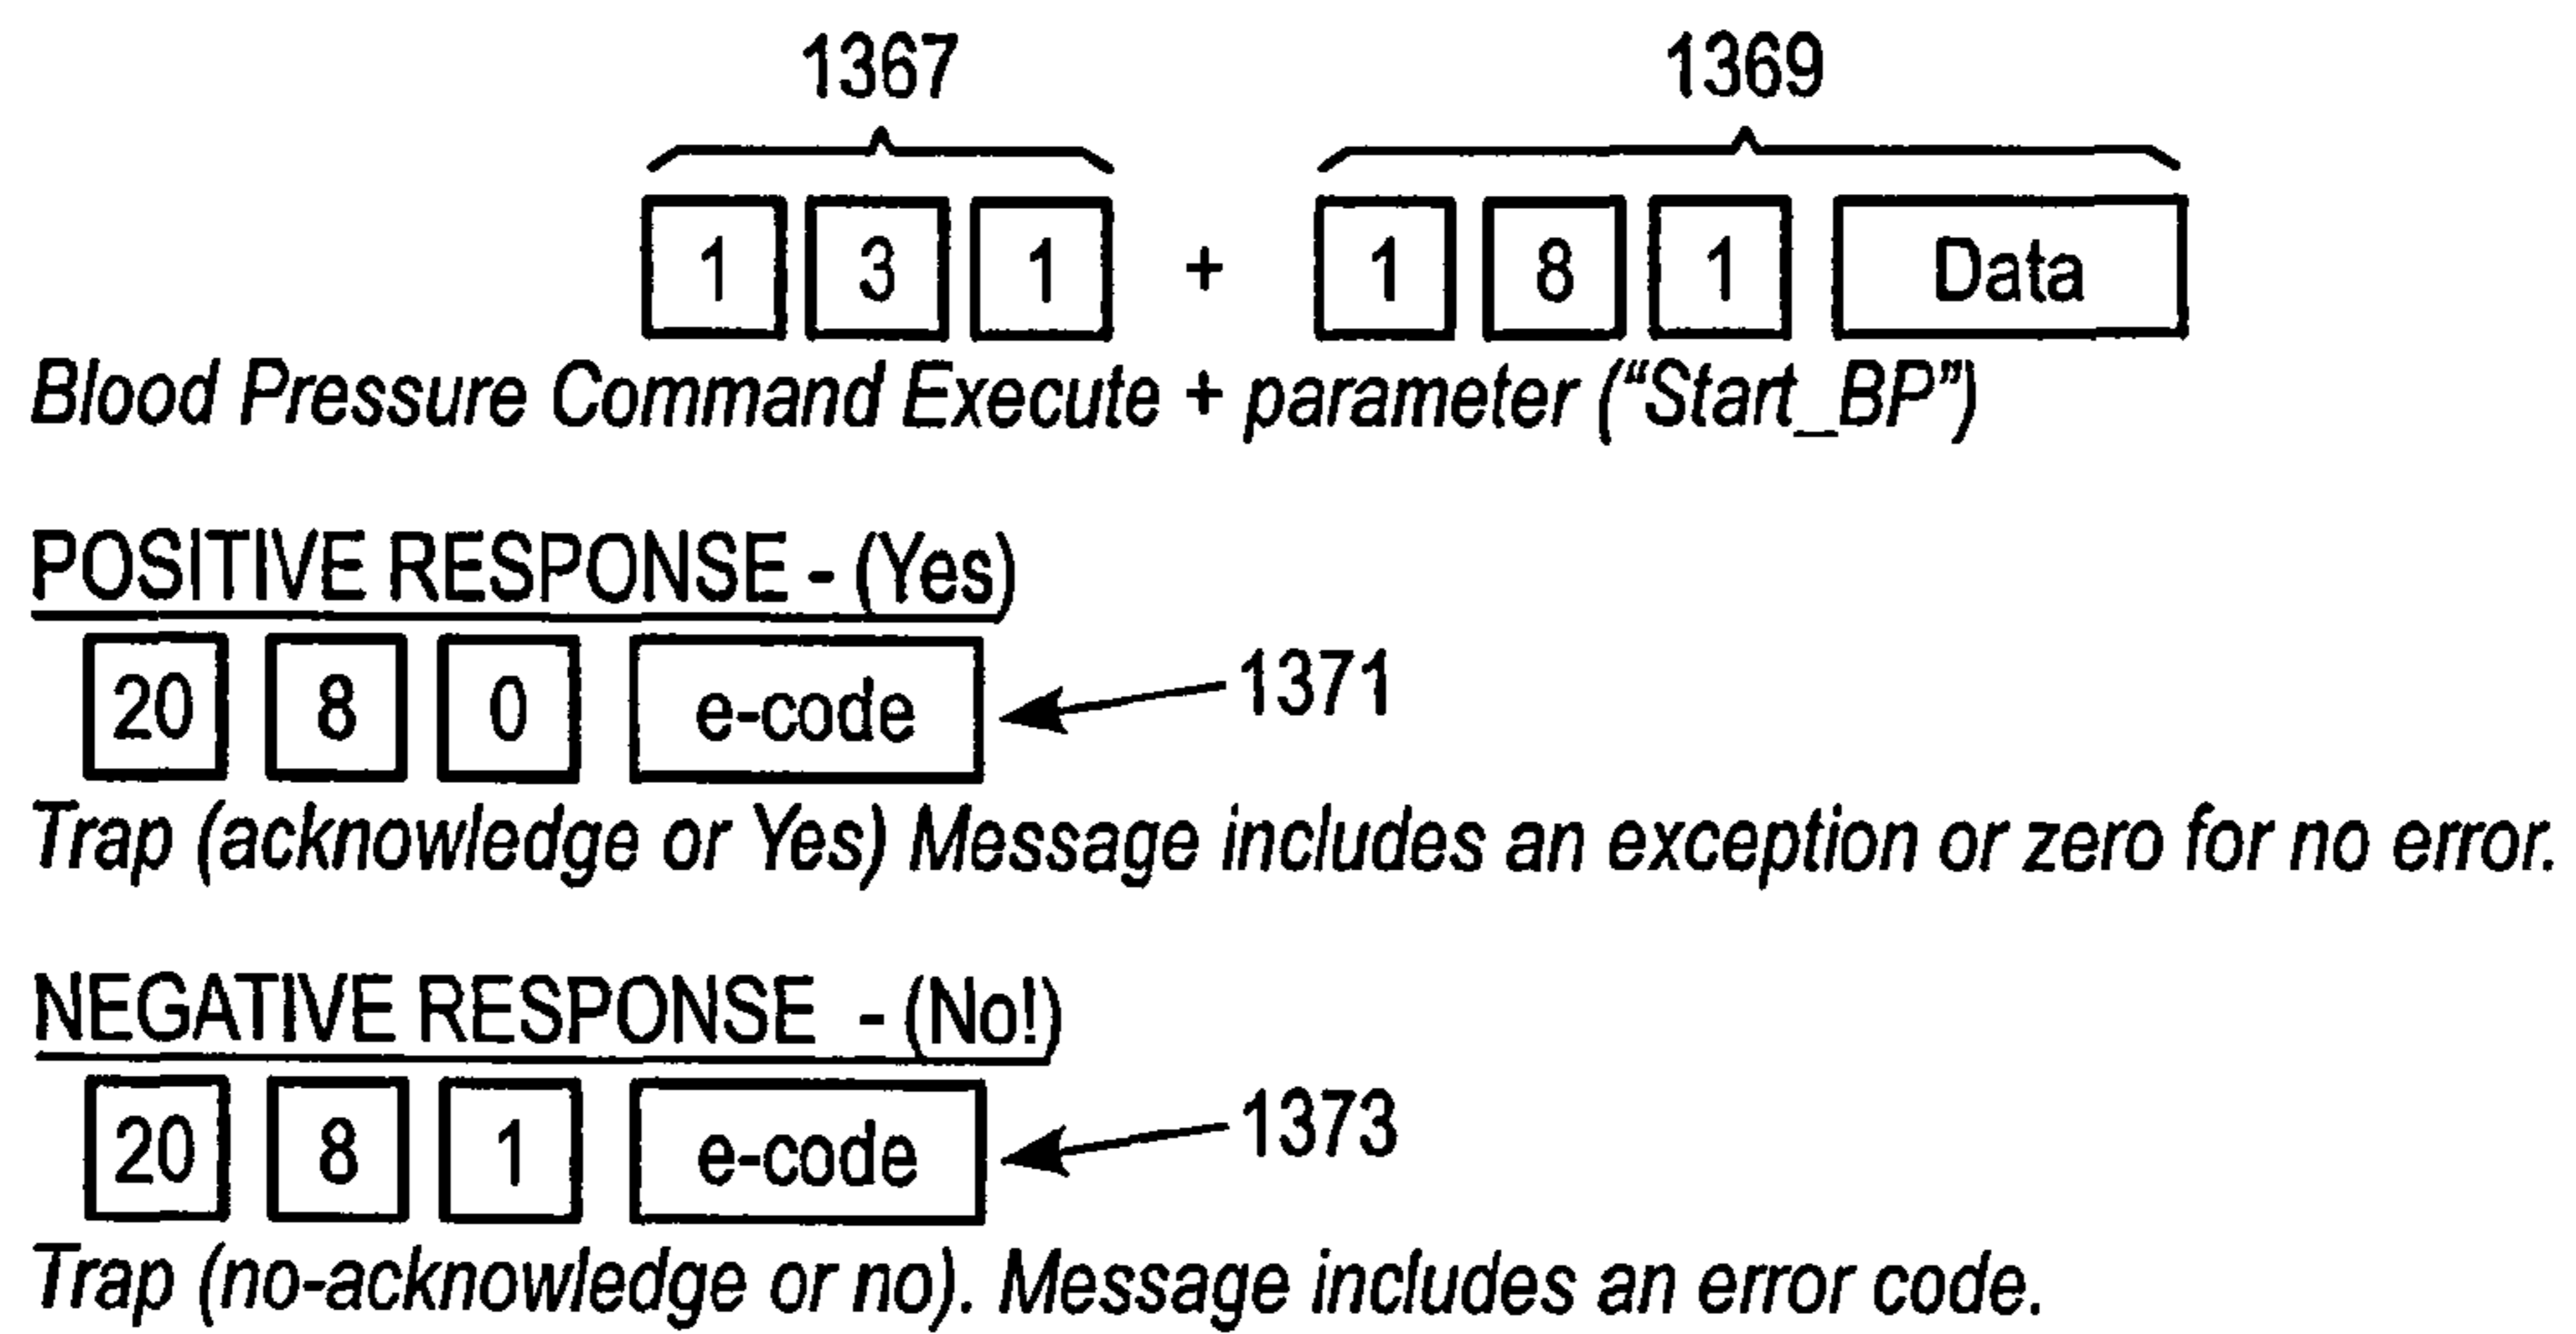 1367 1369
1 3 1 + 1 8 1 Data
Blood Pressure Command Execute + parameter (“Start_BP”)
POSITIVE RESPONSE - (Yes)
20 8 0 e-code 1371
Trap (acknowledge or Yes) Message includes an exception or zero for no error.
NEGATIVE RESPONSE - (No!)
20 8 1 e-code 1373
Trap (no-acknowledge or no). Message includes an error code.